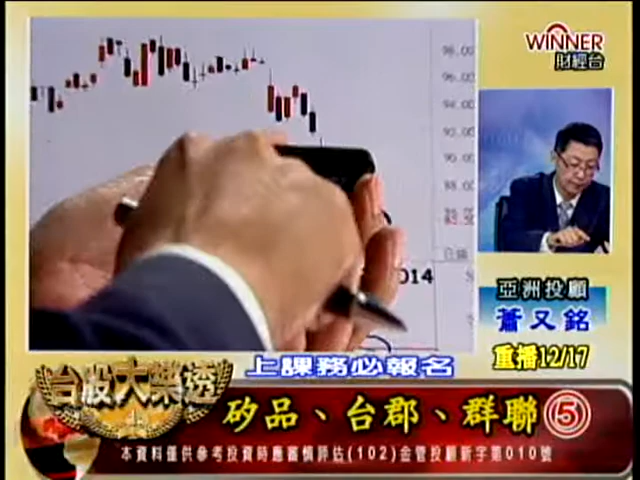 WINNER
財經台
98.00
96.00
94.00
92.00
90.00
88.00
014
亞洲投顧
蕭又銘
重播12/17
上課務必報名
台股大樂透
矽品、台郡、群聯 5
本資料僅供參考投資時應審慎評估(102)金管投顧新字第010號